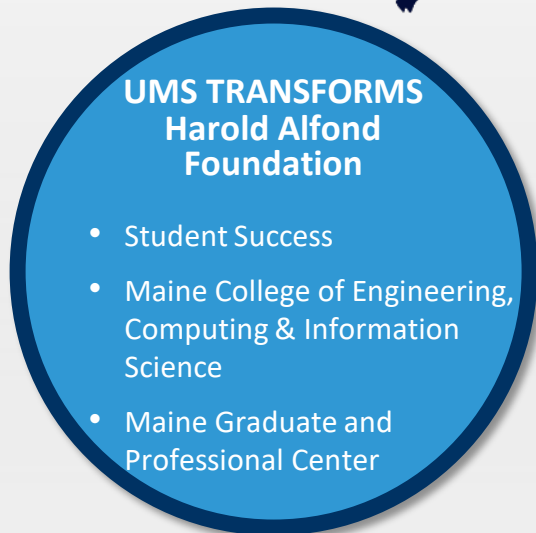 UMS TRANSFORMS
Harold Alfond
Foundation
• Student Success
• Maine College of Engineering,
Computing & Information
Science
• Maine Graduate and
Professional Center